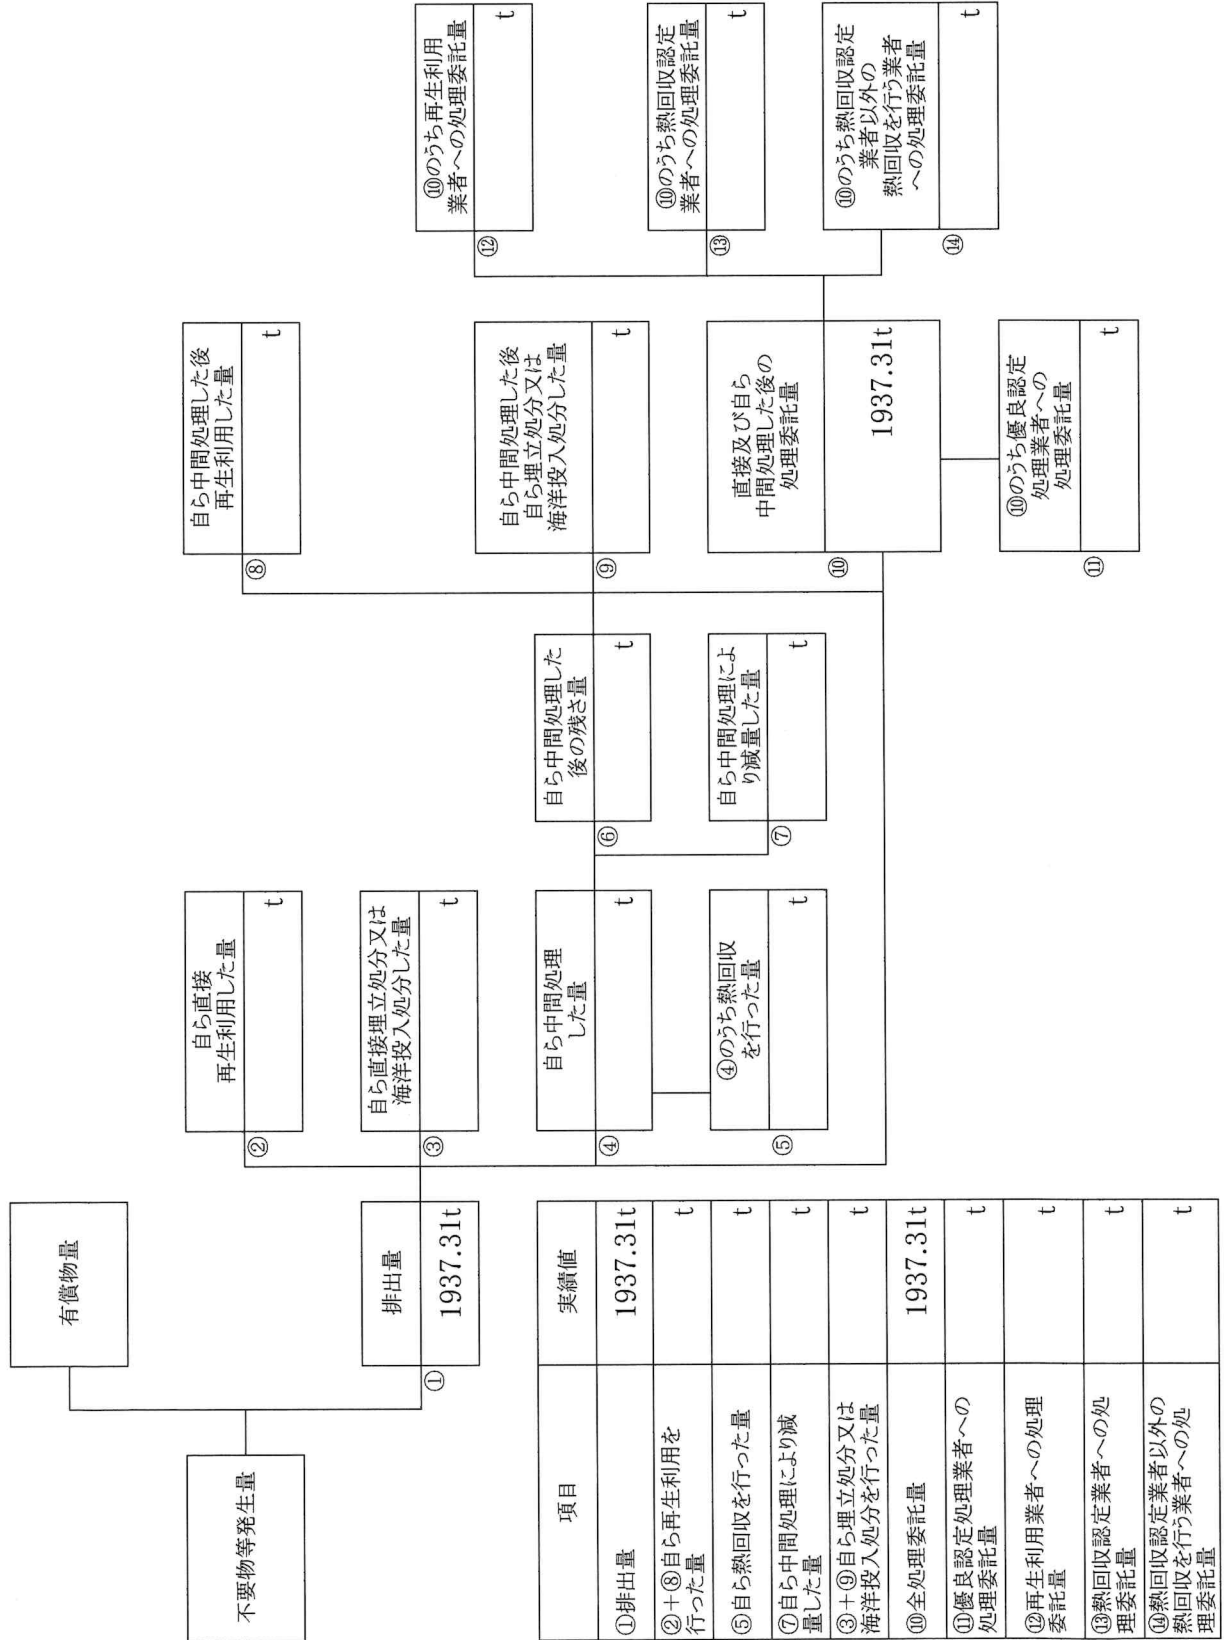 不要物等発生量
有償物量
①
排出量
1937.31t
②
自ら直接
再生利用した量
t
③
自ら直接埋立処分又は
海洋投入処分した量
t
④
自ら中間処理
した量
t
⑤
④のうち熱回収
を行った量
t
⑥
自ら中間処理した
後の残さ量
t
⑦
自ら中間処理によ
り減量した量
t
⑧
自ら中間処理した後
再生利用した量
t
⑨
自ら中間処理した後
自ら埋立処分又は
海洋投入処分した量
t
⑩
直接及び自ら
中間処理した後の
処理委託量
1937.31t
⑪
⑩のうち優良認定
処理業者への
処理委託量
t
⑫
⑩のうち再生利用
業者への処理委託量
t
⑬
⑩のうち熱回収認定
業者への処理委託量
t
⑭
⑩のうち熱回収認定
業者以外の
熱回収を行う業者
への処理委託量
t
項目 実績値
①排出量 1937.31t
②+⑧自ら再生利用を
行った量 t
⑤自ら熱回収を行った量 t
⑦自ら中間処理により減
量した量 t
③+⑨自ら埋立処分又は
海洋投入処分を行った量 t
⑩全処理委託量 1937.31t
⑪優良認定処理業者への
処理委託量 t
⑫再生利用業者への処理
委託量 t
⑬熱回収認定業者への処
理委託量 t
⑭熱回収認定業者以外の
熱回収を行う業者への処
理委託量 t